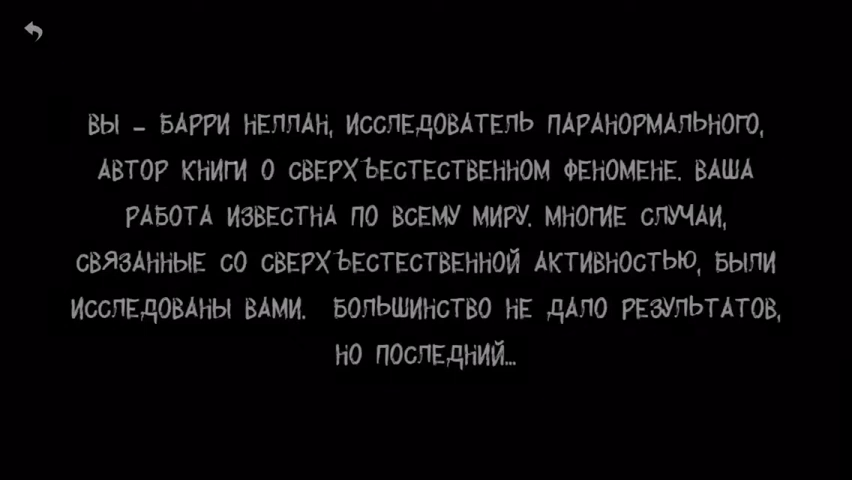 ВЫ – БАРРИ НЕЛЛАН, ИССЛЕДОВАТЕЛЬ ПАРАНОРМАЛЬНОГО,
АВТОР КНИГИ О СВЕРХЪЕСТЕСТВЕННОМ ФЕНОМЕНЕ. ВАША
РАБОТА ИЗВЕСТНА ПО ВСЕМУ МИРУ. МНОГИЕ СЛУЧАИ,
СВЯЗАННЫЕ СО СВЕРХЪЕСТЕСТВЕННОЙ АКТИВНОСТЬЮ, БЫЛИ
ИССЛЕДОВАНЫ ВАМИ. БОЛЬШИНСТВО НЕ ДАЛО РЕЗУЛЬТАТОВ,
НО ПОСЛЕДНИЙ...